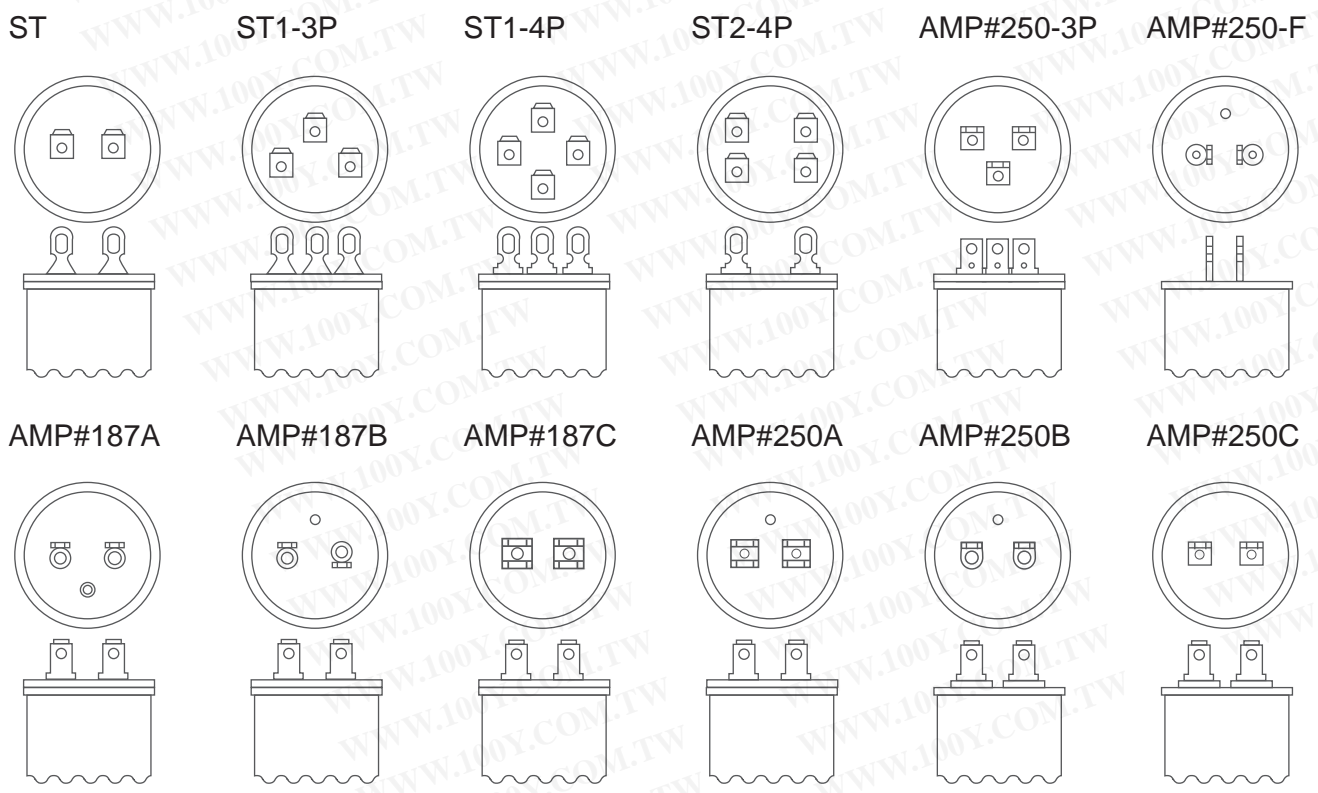 ST ST1-3P ST1-4P ST2-4P AMP#250-3P AMP#250-F
AMP#187A AMP#187B AMP#187C AMP#250A AMP#250B AMP#250C
WWW.100Y.COM.TW